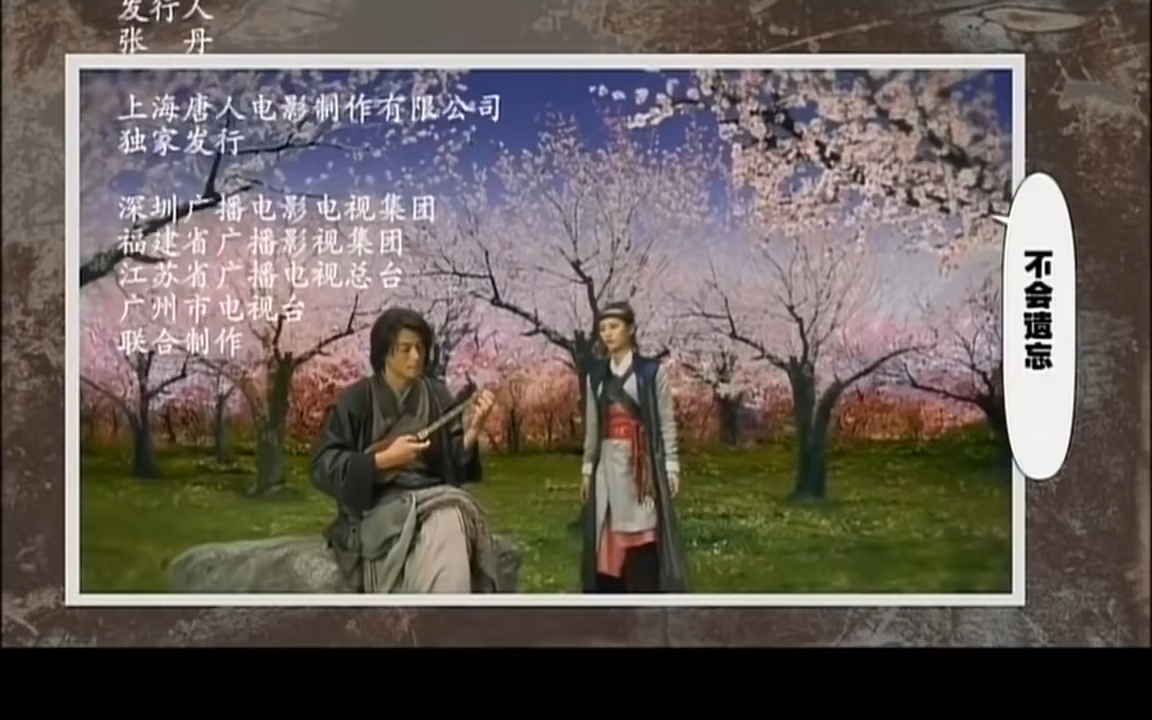 发行人
张 丹
上海唐人电影制作有限公司
独家发行
深圳广播电影电视集团
福建省广播影视集团
江苏省广播电视总台
广州市电视台
联合制作
不会遗忘